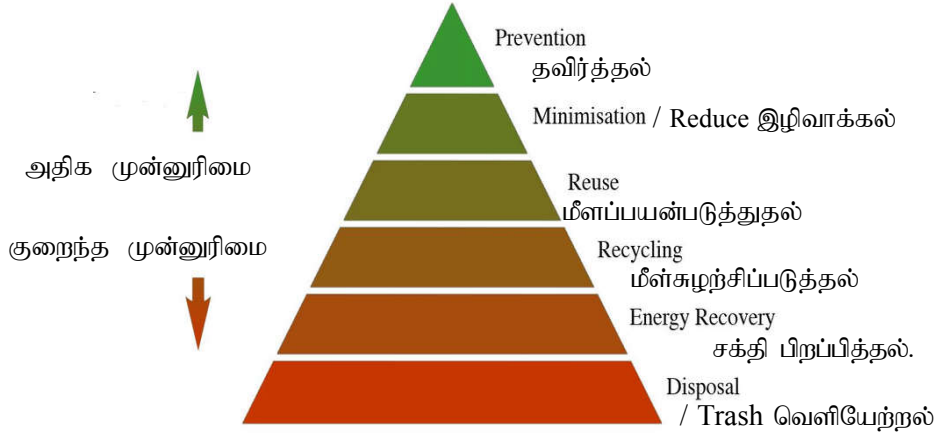 Prevention
தவிர்த்தல்
Minimisation / Reduce இழிவாக்கல்
அதிக முன்னுரிமை
Reuse
மீளப்பயன்படுத்துதல்
குறைந்த முன்னுரிமை
Recycling
மீள்சுழற்சிப்படுத்தல்
Energy Recovery
சக்தி பிறப்பித்தல்.
Disposal
/ Trash வெளியேற்றல்